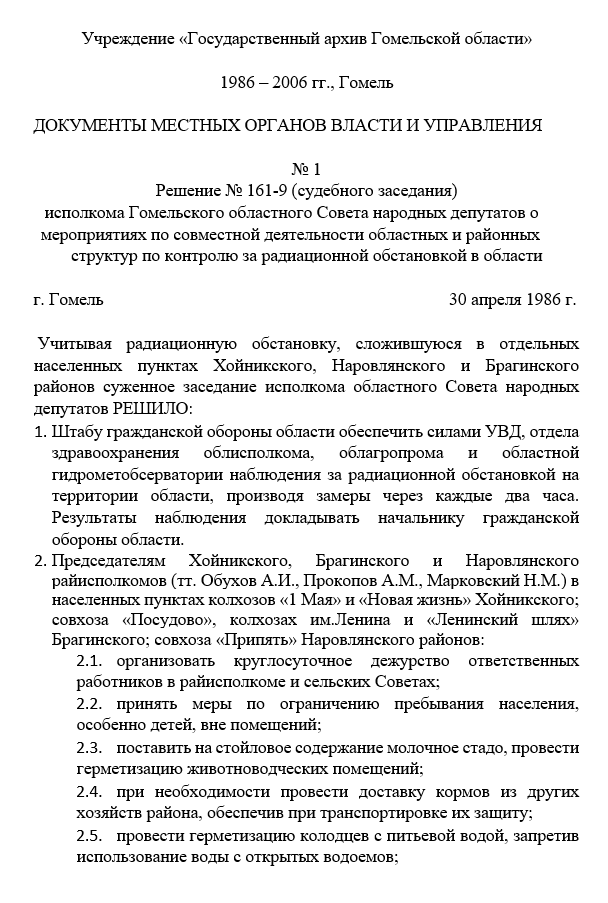 Учреждение «Государственный архив Гомельской области»
1986 – 2006 гг., Гомель
ДОКУМЕНТЫ МЕСТНЫХ ОРГАНОВ ВЛАСТИ И УПРАВЛЕНИЯ
№ 1
Решение № 161-9 (судебного заседания)
исполкома Гомельского областного Совета народных депутатов о
мероприятиях по совместной деятельности областных и районных
структур по контролю за радиационной обстановкой в области
г. Гомель 30 апреля 1986 г.
Учитывая радиационную обстановку, сложившуюся в отдельных
населенных пунктах Хойникского, Наровлянского и Брагинского
районов суженное заседание исполкома областного Совета народных
депутатов РЕШИЛО:
1. Штабу гражданской обороны области обеспечить силами УВД, отдела
здравоохранения облисполкома, облагропрома и областной
гидрометобсерватории наблюдения за радиационной обстановкой на
территории области, производя замеры через каждые два часа.
Результаты наблюдения докладывать начальнику гражданской
обороны области.
2. Председателям Хойникского, Брагинского и Наровлянского
райисполкомов (тт. Обухов А.И., Прокопов А.М., Марковский Н.М.) в
населенных пунктах колхозов «1 Мая» и «Новая жизнь» Хойникского;
совхоза «Посудово», колхозах им.Ленина и «Ленинский шлях»
Брагинского; совхоза «Припять» Наровлянского районов:
2.1. организовать круглосуточное дежурство ответственных
работников в райисполкоме и сельских Советах;
2.2. принять меры по ограничению пребывания населения,
особенно детей, вне помещений;
2.3. поставить на стойловое содержание молочное стадо, провести
герметизацию животноводческих помещений;
2.4. при необходимости провести доставку кормов из других
хозяйств района, обеспечив при транспортировке их защиту;
2.5. провести герметизацию колодцев с питьевой водой, запретив
использование воды с открытых водоемов;